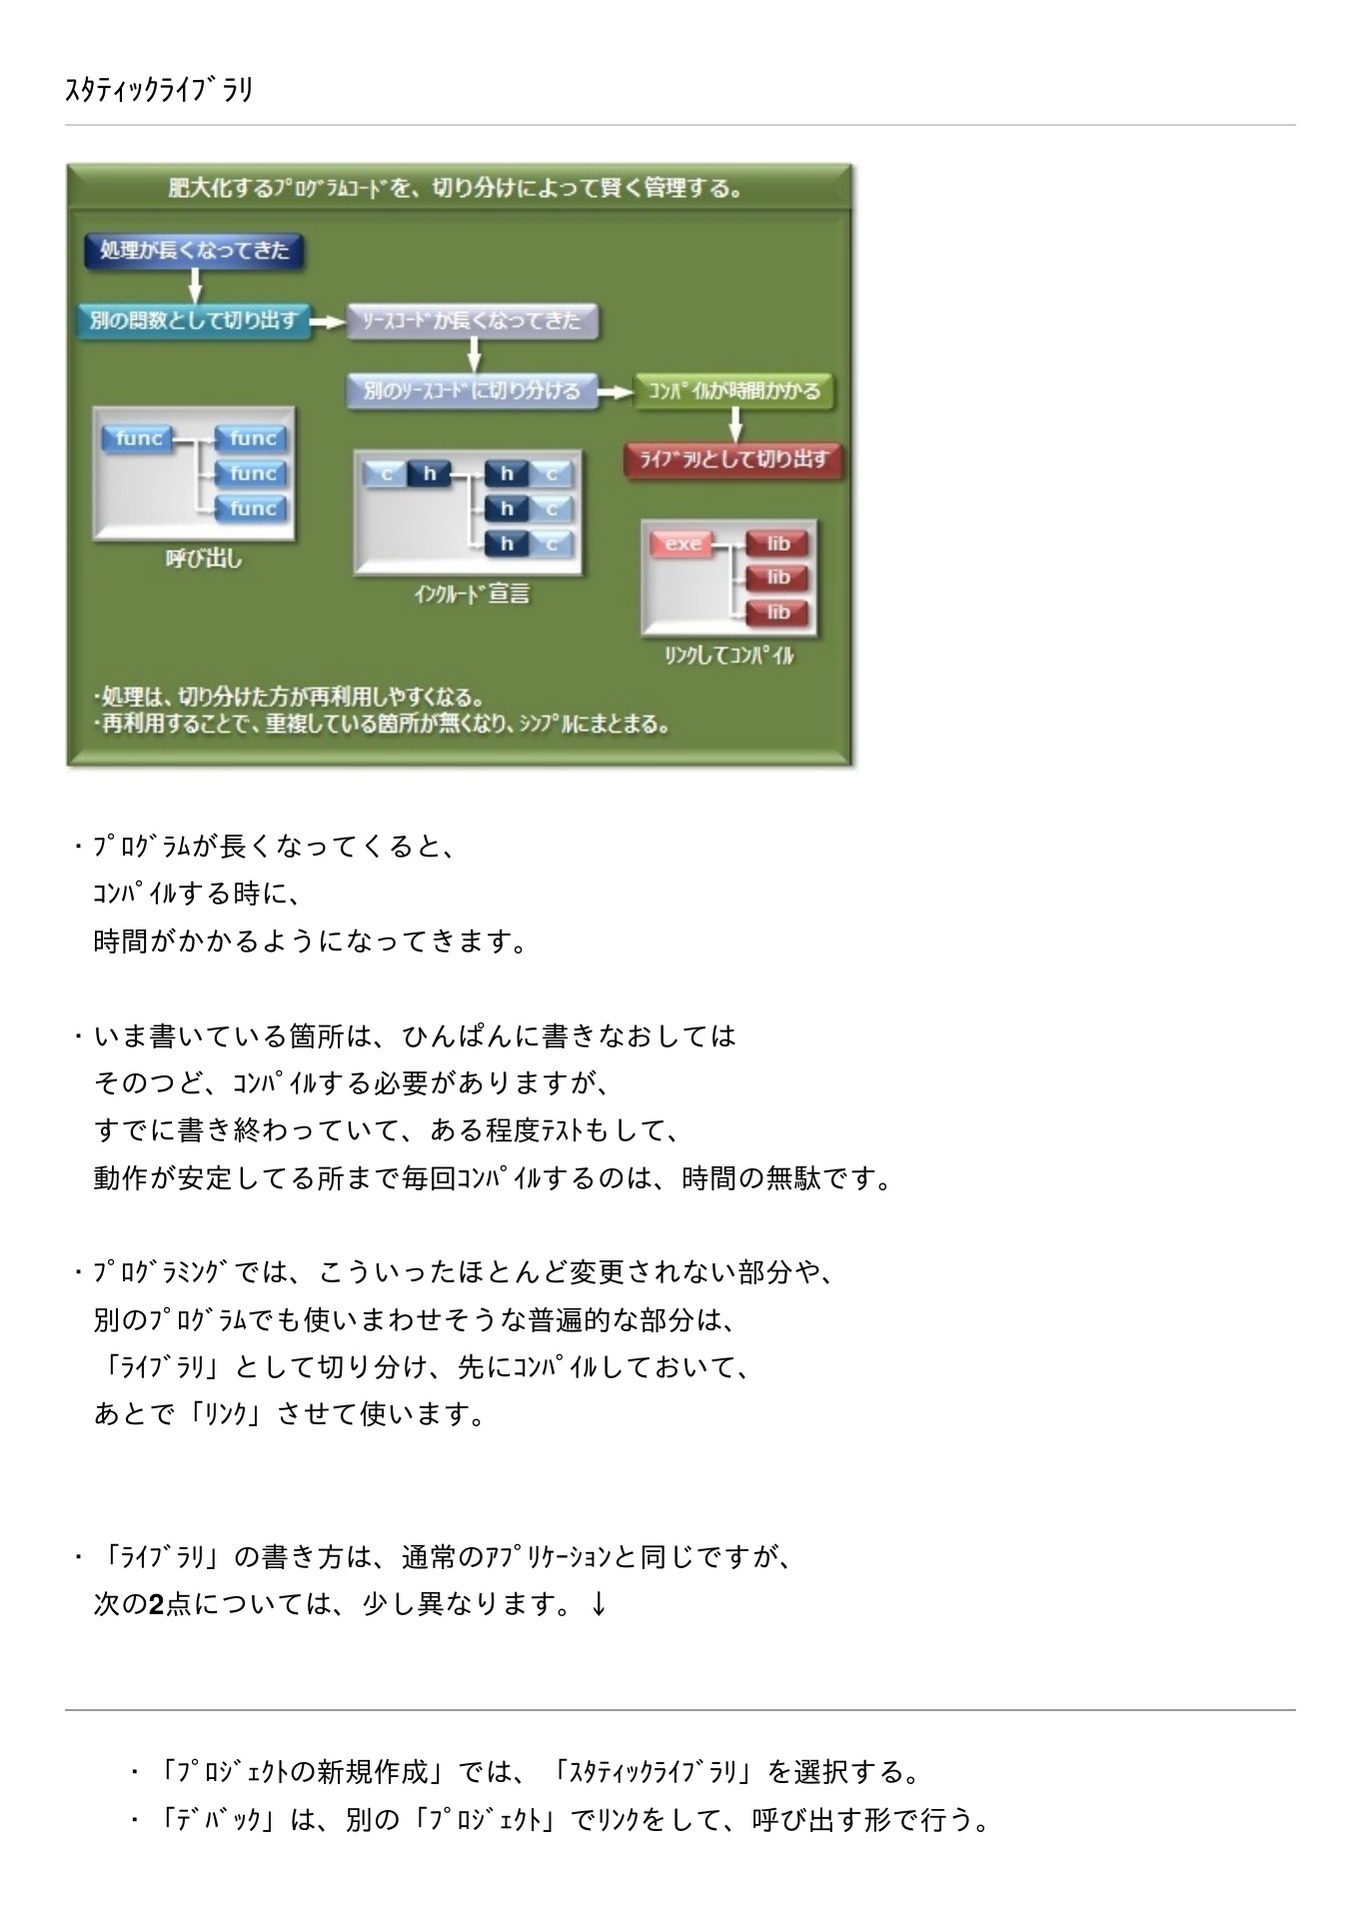 ｽﾀﾃｨｯｸﾗｲﾌﾞﾗﾘ
肥大化するﾌﾟﾛｸﾞﾗﾑｺｰﾄﾞを、切り分けによって賢く管理する。
処理が長くなってきた
別の関数として切り出す
ｿｰｽｺｰﾄﾞが長くなってきた
別のｿｰｽｺｰﾄﾞに切り分ける
ｺﾝﾊﾟｲﾙが時間かかる
ﾗｲﾌﾞﾗﾘとして切り出す
func func
func
func
呼び出し
c h h c
h c
h c
ｲﾝｸﾙｰﾄﾞ宣言
exe lib
lib
lib
ﾘﾝｸしてｺﾝﾊﾟｲﾙ
・処理は、切り分けた方が再利用しやすくなる。
・再利用することで、重複している箇所が無くなり、ｼﾝﾌﾟﾙにまとまる。
・ﾌﾟﾛｸﾞﾗﾑが長くなってくると、
ｺﾝﾊﾟｲﾙする時に、
時間がかかるようになってきます。
・いま書いている箇所は、ひんぱんに書きなおしては
そのつど、ｺﾝﾊﾟｲﾙする必要がありますが、
すでに書き終わっていて、ある程度ﾃｽﾄもして、
動作が安定してる所まで毎回ｺﾝﾊﾟｲﾙするのは、時間の無駄です。
・ﾌﾟﾛｸﾞﾗﾐﾝｸﾞでは、こういったほとんど変更されない部分や、
別のﾌﾟﾛｸﾞﾗﾑでも使いまわせそうな普遍的な部分は、
「ﾗｲﾌﾞﾗﾘ」として切り分け、先にｺﾝﾊﾟｲﾙしておいて、
あとで「ﾘﾝｸ」させて使います。
・「ﾗｲﾌﾞﾗﾘ」の書き方は、通常のｱﾌﾟﾘｹｰｼｮﾝと同じですが、
次の2点については、少し異なります。↓
・「ﾌﾟﾛｼﾞｪｸﾄの新規作成」では、「ｽﾀﾃｨｯｸﾗｲﾌﾞﾗﾘ」を選択する。
・「ﾃﾞﾊﾞｯｸ」は、別の「ﾌﾟﾛｼﾞｪｸﾄ」でﾘﾝｸをして、呼び出す形で行う。